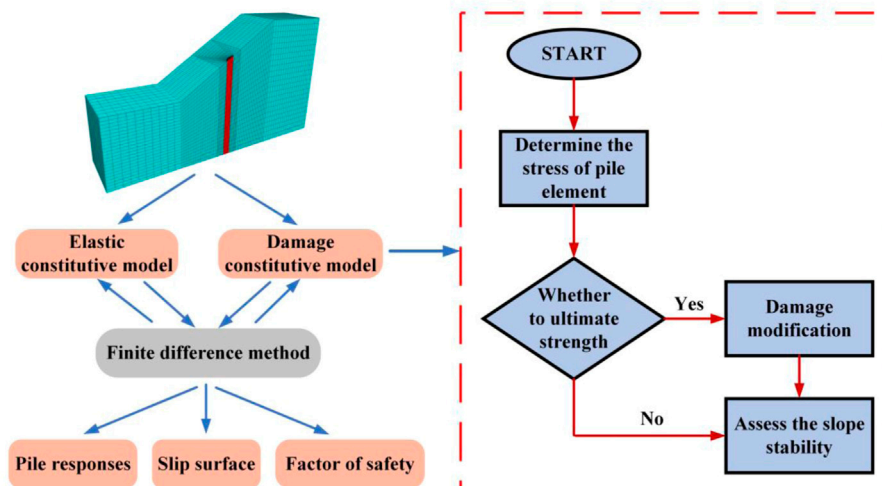 Elastic
constitutive model
Damage
constitutive model
Finite difference method
Pile responses
Slip surface
Factor of safety
START
Determine the
stress of pile
element
Whether
to ultimate
strength
Yes
Damage
modification
No
Assess the slope
stability